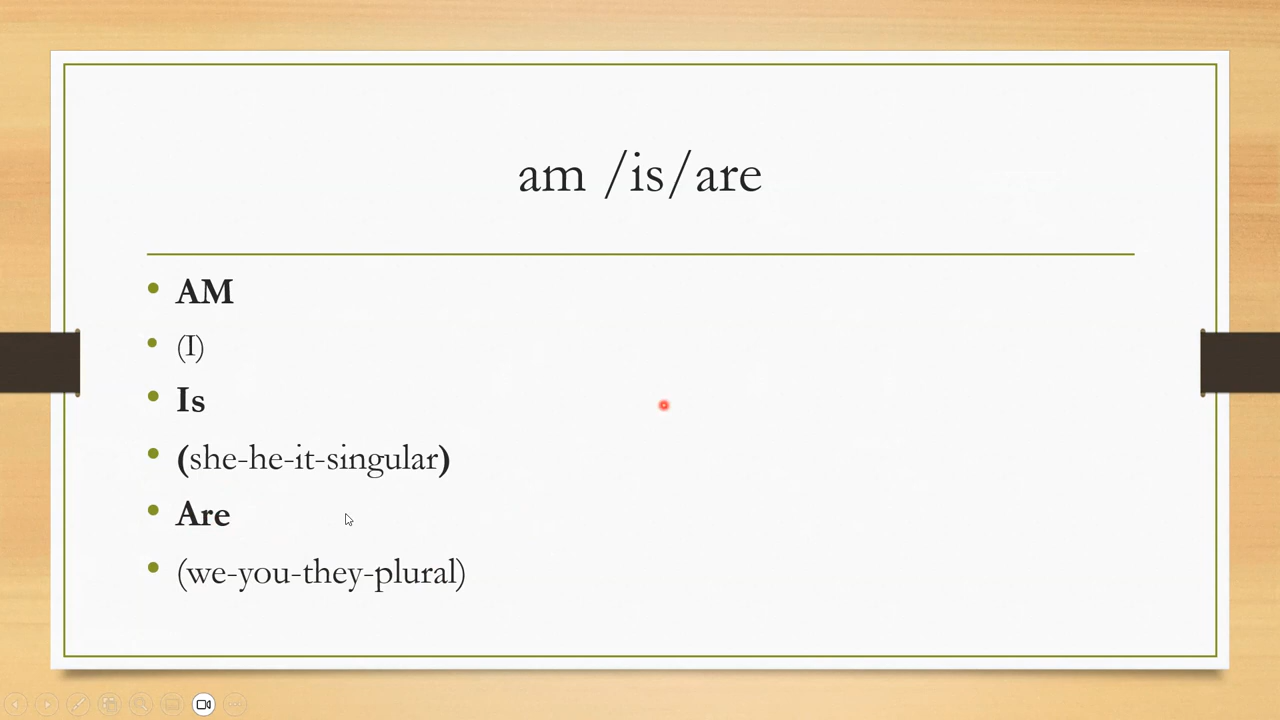 am /is/are
AM
(I)
Is
(she-he-it-singular)
Are
(we-you-they-plural)